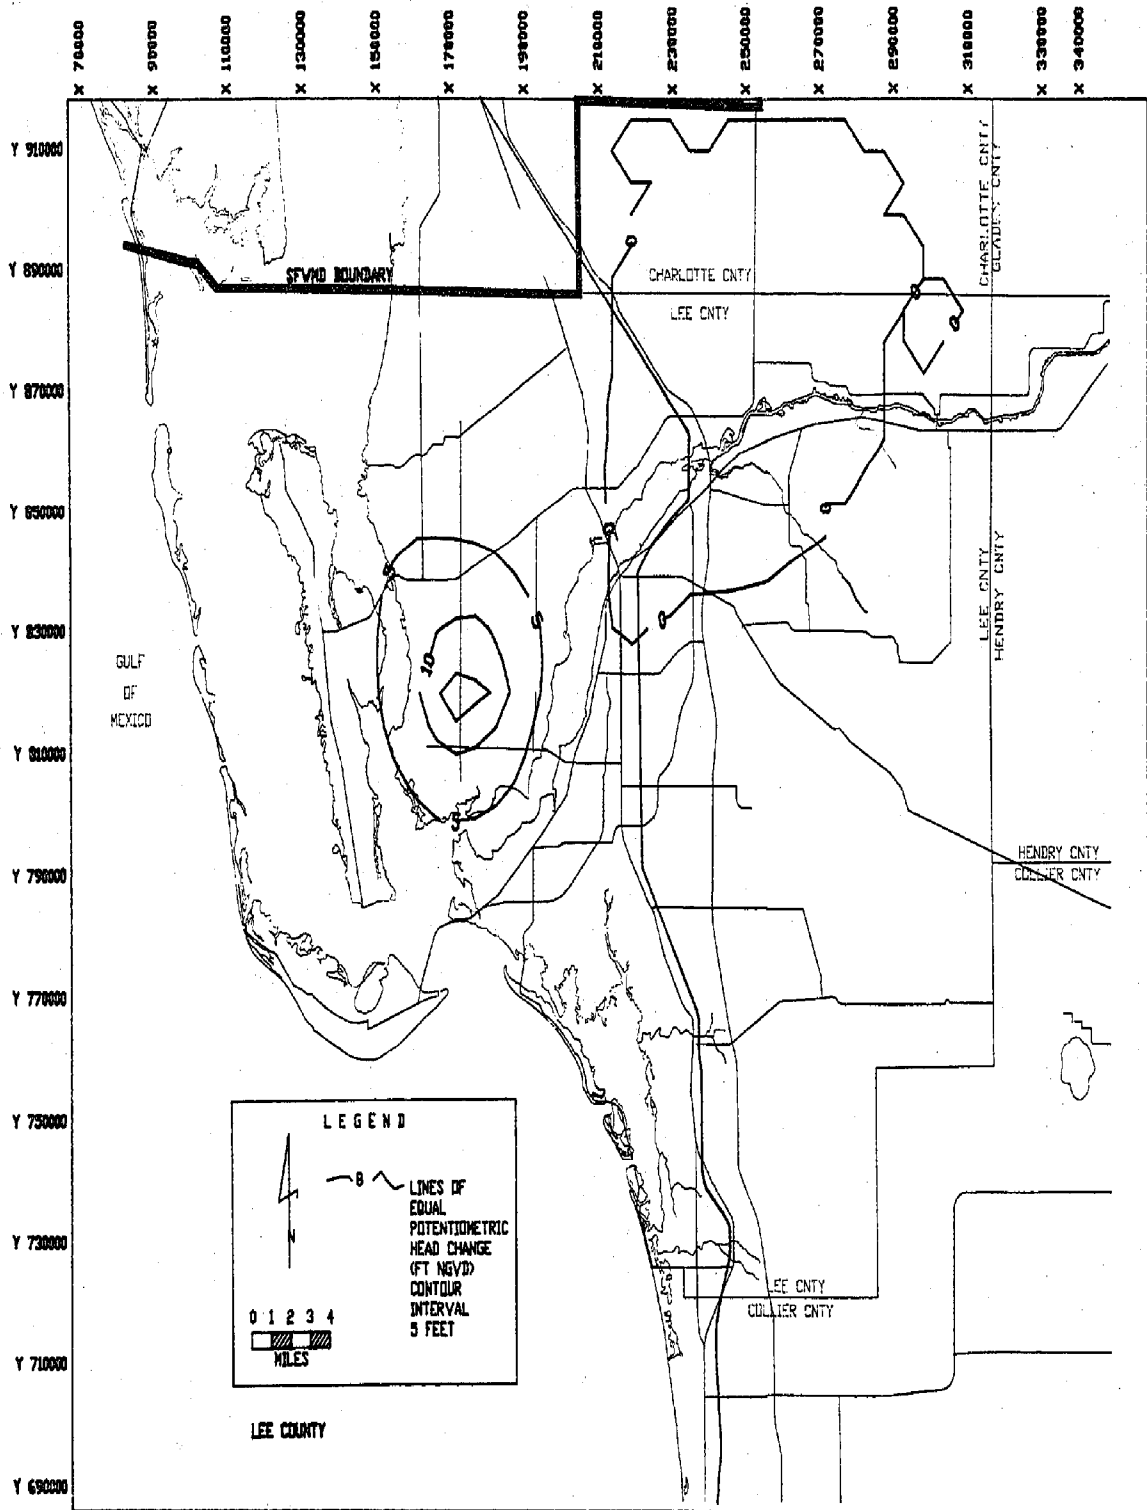 X 70000
X 90000
X 110000
X 130000
X 150000
X 170000
X 190000
X 210000
X 230000
X 250000
X 270000
X 290000
X 310000
X 330000
X 340000
Y 910000
Y 890000
Y 870000
Y 850000
Y 830000
Y 810000
Y 790000
Y 770000
Y 750000
Y 730000
Y 710000
Y 690000
SFWMD BOUNDARY
CHARLOTTE CNTY
LEE CNTY
CHARLOTTE CNTY
GLADES CNTY
0
0
0
0
0
0
5
5
5
10
LEE CNTY
HENDRY CNTY
GULF
OF
MEXICO
HENDRY CNTY
COLLIER CNTY
LEE CNTY
COLLIER CNTY
LEGEND
N
8
LINES OF
EQUAL
POTENTIOMETRIC
HEAD CHANGE
(FT NGVD)
CONTOUR
INTERVAL
5 FEET
0 1 2 3 4
MILES
LEE COUNTY